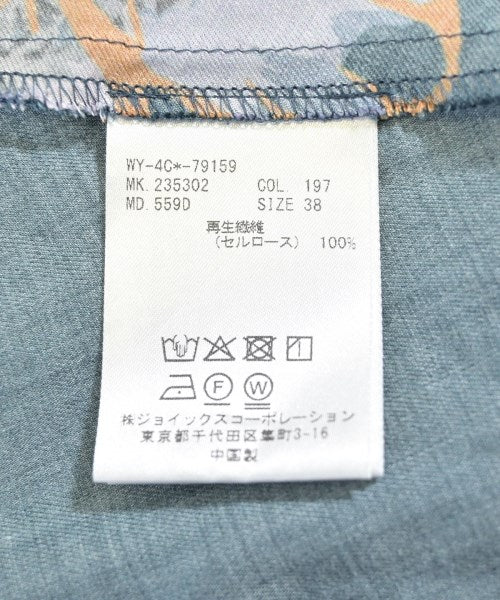 WY-4C*-79159
MK.235302 COL. 197
MD.559D SIZE 38
再生繊維
(セルロース) 100%
F W
株ジョイックスコーポレーション
東京都千代田区隼町3-16
中国製